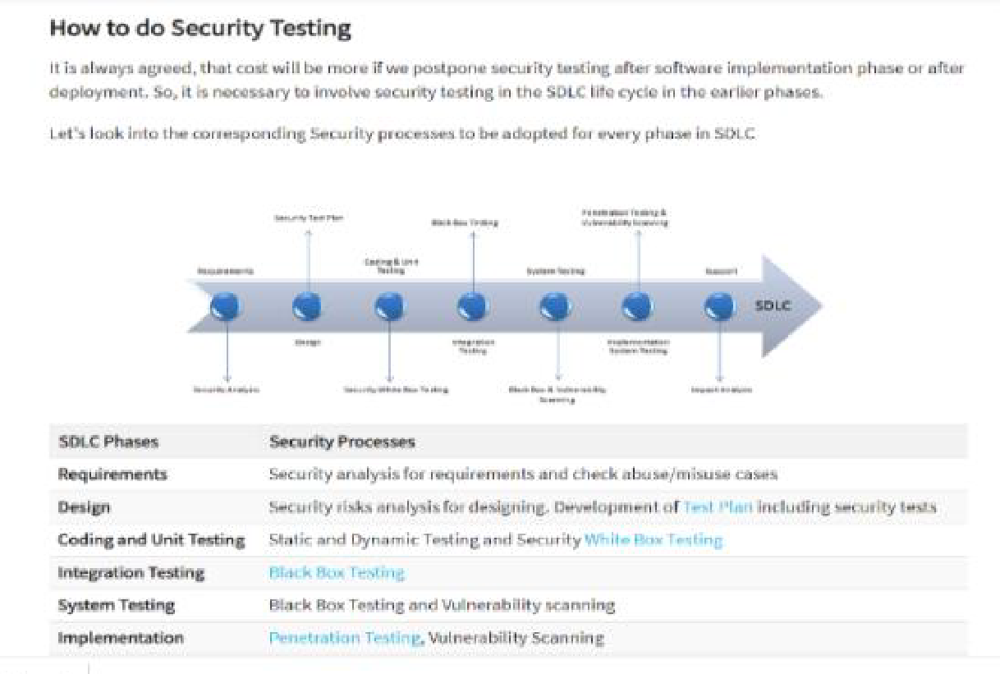 How to do Security Testing
It is always agreed, that cost will be more if we postpone security testing after software implementation phase or after
deployment. So, it is necessary to involve security testing in the SDLC life cycle in the earlier phases.
Let's look into the corresponding Security processes to be adopted for every phase in SDLC
Penetration Testing &
Vulnerability Scanning
Security Test Plan
Black Box Testing
Coding & Unit
Testing
Requirements
System Testing
Support
SDLC
Design
Integration
Testing
Implementation
System Testing
Security Analysis
Security White Box Testing
Black Box & Vulnerability
Scanning
Impact Analysis
SDLC Phases Security Processes
Requirements Security analysis for requirements and check abuse/misuse cases
Design Security risks analysis for designing. Development of Test Plan including security tests
Coding and Unit Testing Static and Dynamic Testing and Security White Box Testing
Integration Testing Black Box Testing
System Testing Black Box Testing and Vulnerability scanning
Implementation Penetration Testing, Vulnerability Scanning